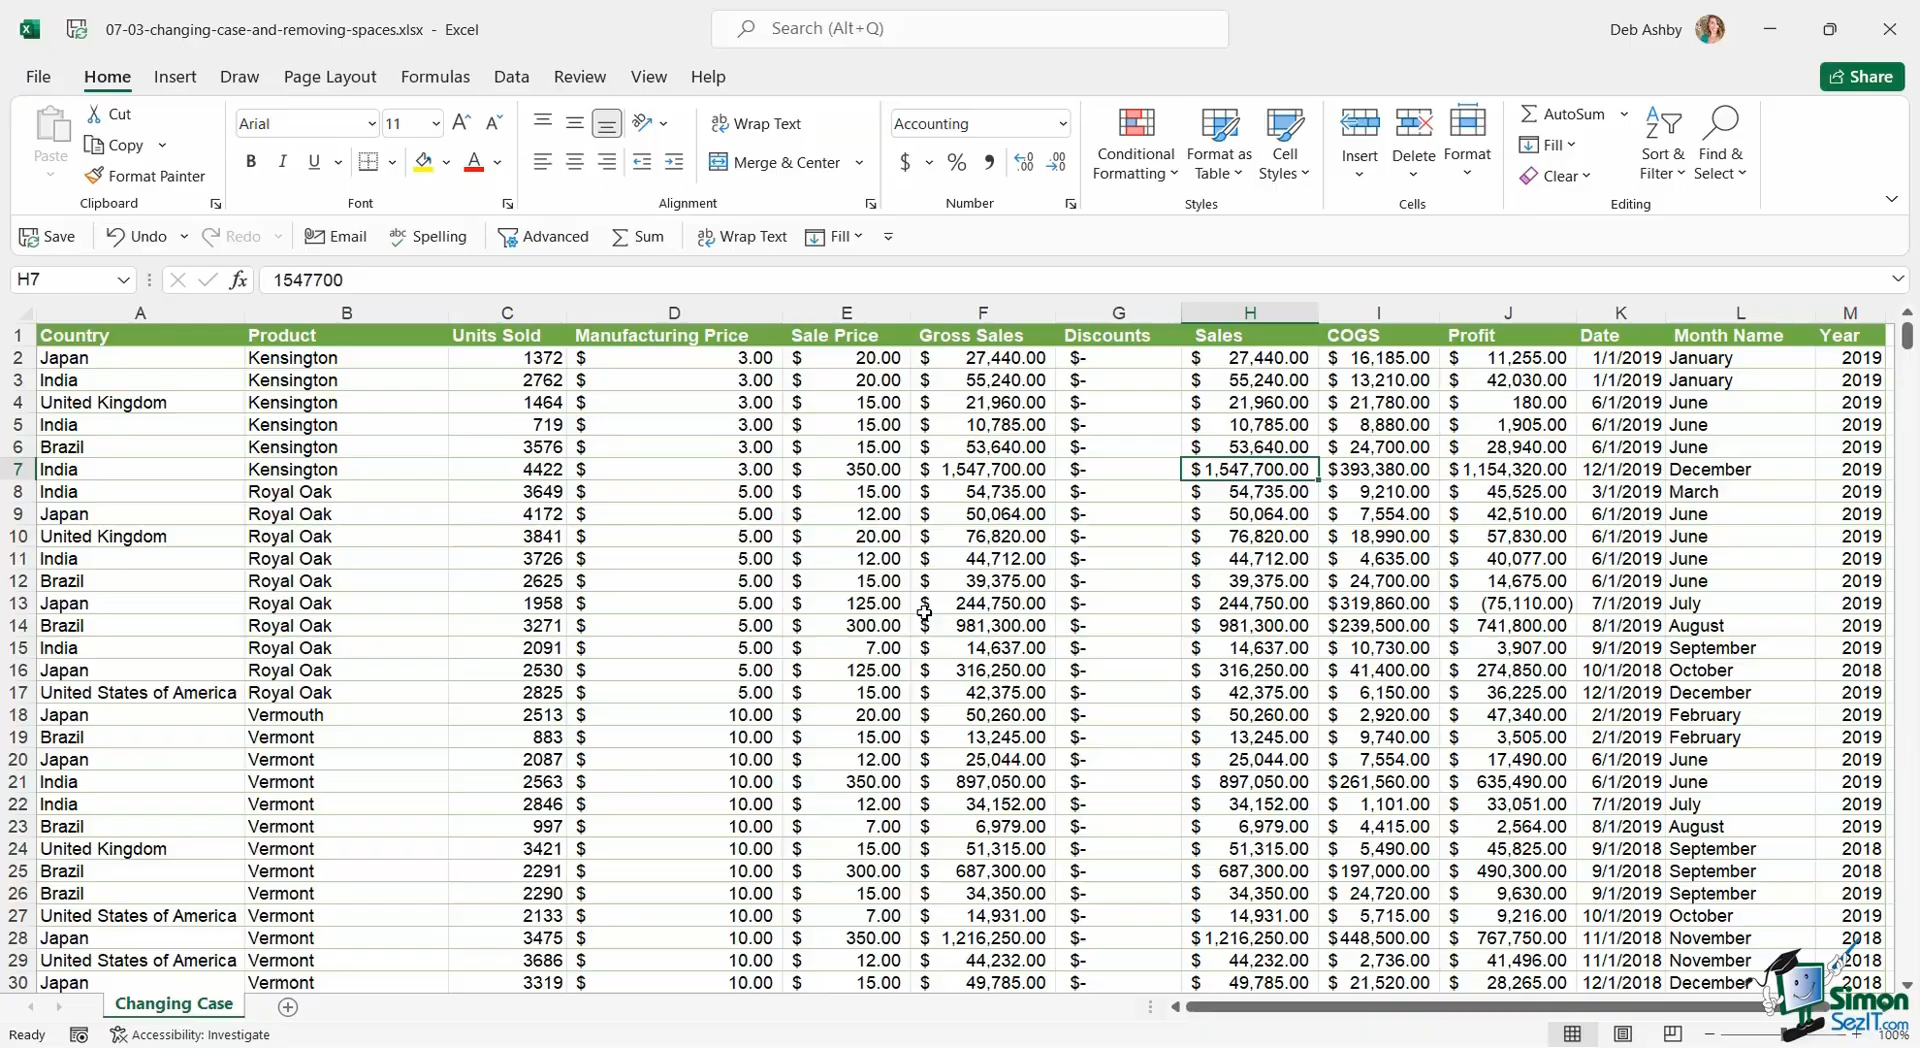 07-03-changing-case-and-removing-spaces.xlsx - Excel
Search (Alt+Q)
Deb Ashby
File Home Insert Draw Page Layout Formulas Data Review View Help
Share
Paste
Cut
Copy
Format Painter
Clipboard
Arial 11
B I U
Font
Wrap Text
Merge & Center
Alignment
Accounting
$ % 9
Number
Conditional Formatting
Format as Table
Cell Styles
Styles
Insert Delete Format
Cells
AutoSum
Fill
Clear
Sort & Filter
Find & Select
Editing
Save Undo Redo Email Spelling Advanced Sum Wrap Text Fill
H7 fx 1547700
A B C D E F G H I J K L M
1 Country Product Units Sold Manufacturing Price Sale Price Gross Sales Discounts Sales COGS Profit Date Month Name Year
2 Japan Kensington 1372 $ 3.00 $ 20.00 $ 27,440.00 $- $ 27,440.00 $ 16,185.00 $ 11,255.00 1/1/2019 January 2019
3 India Kensington 2762 $ 3.00 $ 20.00 $ 55,240.00 $- $ 55,240.00 $ 13,210.00 $ 42,030.00 1/1/2019 January 2019
4 United Kingdom Kensington 1464 $ 3.00 $ 15.00 $ 21,960.00 $- $ 21,960.00 $ 21,780.00 $ 180.00 6/1/2019 June 2019
5 India Kensington 719 $ 3.00 $ 15.00 $ 10,785.00 $- $ 10,785.00 $ 8,880.00 $ 1,905.00 6/1/2019 June 2019
6 Brazil Kensington 3576 $ 3.00 $ 15.00 $ 53,640.00 $- $ 53,640.00 $ 24,700.00 $ 28,940.00 6/1/2019 June 2019
7 India Kensington 4422 $ 3.00 $ 350.00 $ 1,547,700.00 $- $ 1,547,700.00 $393,380.00 $ 1,154,320.00 12/1/2019 December 2019
8 India Royal Oak 3649 $ 5.00 $ 15.00 $ 54,735.00 $- $ 54,735.00 $ 9,210.00 $ 45,525.00 3/1/2019 March 2019
9 Japan Royal Oak 4172 $ 5.00 $ 12.00 $ 50,064.00 $- $ 50,064.00 $ 7,554.00 $ 42,510.00 6/1/2019 June 2019
10 United Kingdom Royal Oak 3841 $ 5.00 $ 20.00 $ 76,820.00 $- $ 76,820.00 $ 18,990.00 $ 57,830.00 6/1/2019 June 2019
11 India Royal Oak 3726 $ 5.00 $ 12.00 $ 44,712.00 $- $ 44,712.00 $ 4,635.00 $ 40,077.00 6/1/2019 June 2019
12 Brazil Royal Oak 2625 $ 5.00 $ 15.00 $ 39,375.00 $- $ 39,375.00 $ 24,700.00 $ 14,675.00 6/1/2019 June 2019
13 Japan Royal Oak 1958 $ 5.00 $ 125.00 $ 244,750.00 $- $ 244,750.00 $319,860.00 $ (75,110.00) 7/1/2019 July 2019
14 Brazil Royal Oak 3271 $ 5.00 $ 300.00 $ 981,300.00 $- $ 981,300.00 $239,500.00 $ 741,800.00 8/1/2019 August 2019
15 India Royal Oak 2091 $ 5.00 $ 7.00 $ 14,637.00 $- $ 14,637.00 $ 10,730.00 $ 3,907.00 9/1/2019 September 2019
16 Japan Royal Oak 2530 $ 5.00 $ 125.00 $ 316,250.00 $- $ 316,250.00 $ 41,400.00 $ 274,850.00 10/1/2018 October 2018
17 United States of America Royal Oak 2825 $ 5.00 $ 15.00 $ 42,375.00 $- $ 42,375.00 $ 6,150.00 $ 36,225.00 12/1/2019 December 2019
18 Japan Vermouth 2513 $ 10.00 $ 20.00 $ 50,260.00 $- $ 50,260.00 $ 2,920.00 $ 47,340.00 2/1/2019 February 2019
19 Brazil Vermont 883 $ 10.00 $ 15.00 $ 13,245.00 $- $ 13,245.00 $ 9,740.00 $ 3,505.00 2/1/2019 February 2019
20 Japan Vermont 2087 $ 10.00 $ 12.00 $ 25,044.00 $- $ 25,044.00 $ 7,554.00 $ 17,490.00 6/1/2019 June 2019
21 India Vermont 2563 $ 10.00 $ 350.00 $ 897,050.00 $- $ 897,050.00 $261,560.00 $ 635,490.00 6/1/2019 June 2019
22 India Vermont 2846 $ 10.00 $ 12.00 $ 34,152.00 $- $ 34,152.00 $ 1,101.00 $ 33,051.00 7/1/2019 July 2019
23 Brazil Vermont 997 $ 10.00 $ 7.00 $ 6,979.00 $- $ 6,979.00 $ 4,415.00 $ 2,564.00 8/1/2019 August 2019
24 United Kingdom Vermont 3421 $ 10.00 $ 15.00 $ 51,315.00 $- $ 51,315.00 $ 5,490.00 $ 45,825.00 9/1/2018 September 2018
25 Brazil Vermont 2291 $ 10.00 $ 300.00 $ 687,300.00 $- $ 687,300.00 $197,000.00 $ 490,300.00 9/1/2018 September 2018
26 Brazil Vermont 2290 $ 10.00 $ 15.00 $ 34,350.00 $- $ 34,350.00 $ 24,720.00 $ 9,630.00 9/1/2019 September 2019
27 United States of America Vermont 2133 $ 10.00 $ 7.00 $ 14,931.00 $- $ 14,931.00 $ 5,715.00 $ 9,216.00 10/1/2019 October 2019
28 Japan Vermont 3475 $ 10.00 $ 350.00 $ 1,216,250.00 $- $ 1,216,250.00 $448,500.00 $ 767,750.00 11/1/2018 November 2018
29 United States of America Vermont 3686 $ 10.00 $ 12.00 $ 44,232.00 $- $ 44,232.00 $ 2,736.00 $ 41,496.00 11/1/2018 November 2018
30 Japan Vermont 3319 $ 10.00 $ 15.00 $ 49,785.00 $- $ 49,785.00 $ 21,520.00 $ 28,265.00 12/1/2018 December 2018
Changing Case
Simon
SezIT.com
Ready Accessibility: Investigate 100%